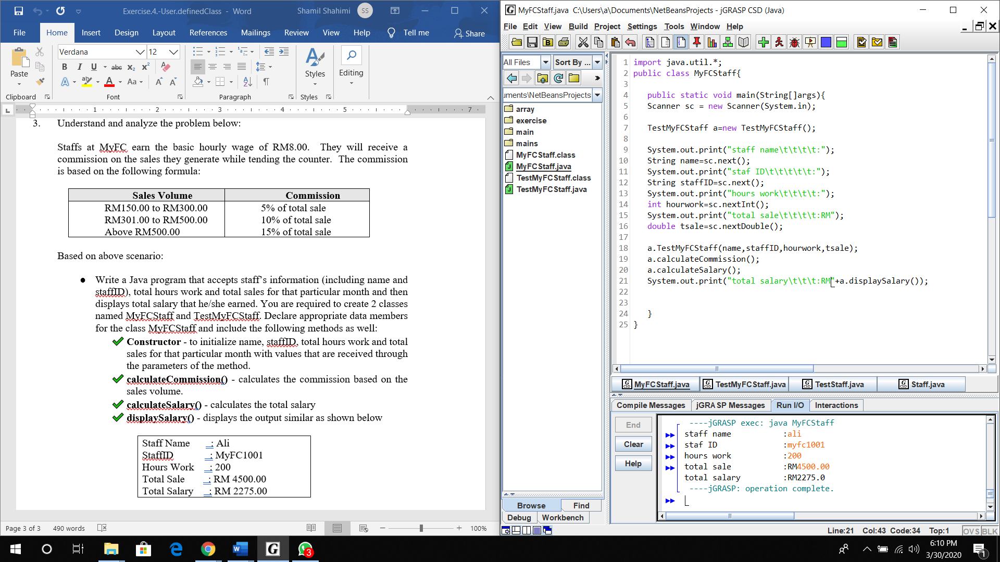 Exercise.4.-User.definedClass - Word
Shamil Shahimi SS
File Home Insert Design Layout References Mailings Review View Help Tell me Share
Verdana 12
Paste
Styles
Editing
Clipboard Font Paragraph Styles
1 2 3 4 5 7
3. Understand and analyze the problem below:
Staffs at MyFC earn the basic hourly wage of RM8.00. They will receive a
commission on the sales they generate while tending the counter. The commission
is based on the following formula:
Sales Volume Commission
RM150.00 to RM300.00 5% of total sale
RM301.00 to RM500.00 10% of total sale
Above RM500.00 15% of total sale
Based on above scenario:
● Write a Java program that accepts staff's information (including name and
staffID), total hours work and total sales for that particular month and then
displays total salary that he/she earned. You are required to create 2 classes
named MyFCStaff and TestMyFCStaff. Declare appropriate data members
for the class MyFCStaff and include the following methods as well:
Constructor - to initialize name, staffID, total hours work and total
sales for that particular month with values that are received through
the parameters of the method.
calculateCommission() - calculates the commission based on the
sales volume.
calculateSalary() - calculates the total salary
displaySalary() - displays the output similar as shown below
Staff Name : Ali
StaffID : MyFC1001
Hours Work : 200
Total Sale : RM 4500.00
Total Salary : RM 2275.00
Page 3 of 3 490 words 100%
MyFCStaff.java C:\Users\a\Documents\NetBeansProjects - jGRASP CSD (Java)
File Edit View Build Project Settings Tools Window Help
All Files Sort By ...
uments\NetBeansProjects
array
exercise
main
mains
MyFCStaff.class
MyFCStaff.java
TestMyFCStaff.class
TestMyFCStaff.java
Browse Find
Debug Workbench
1 import java.util.*;
2 public class MyFCStaff{
3
4 public static void main(String[]args){
5 Scanner sc = new Scanner(System.in);
6
7 TestMyFCStaff a=new TestMyFCStaff();
8
9 System.out.print("staff name\t\t\t\t:");
10 String name=sc.next();
11 System.out.print("staf ID\t\t\t\t\t:");
12 String staffID=sc.next();
13 System.out.print("hours work\t\t\t\t:");
14 int hourwork=sc.nextInt();
15 System.out.print("total sale\t\t\t\t:RM");
16 double tsale=sc.nextDouble();
17
18 a.TestMyFCStaff(name,staffID,hourwork,tsale);
19 a.calculateCommission();
20 a.calculateSalary();
21 System.out.print("total salary\t\t\t:RM"+a.displaySalary());
22
23
24 }
25 }
MyFCStaff.java TestMyFCStaff.java TestStaff.java Staff.java
Compile Messages jGRASP Messages Run I/O Interactions
End
Clear
Help
----jGRASP exec: java MyFCStaff
staff name :ali
staf ID :myfc1001
hours work :200
total sale :RM4500.00
total salary :RM2275.0
----jGRASP: operation complete.
Line:21 Col:43 Code:34 Top:1 OVS BLK
3
6:10 PM
3/30/2020
1